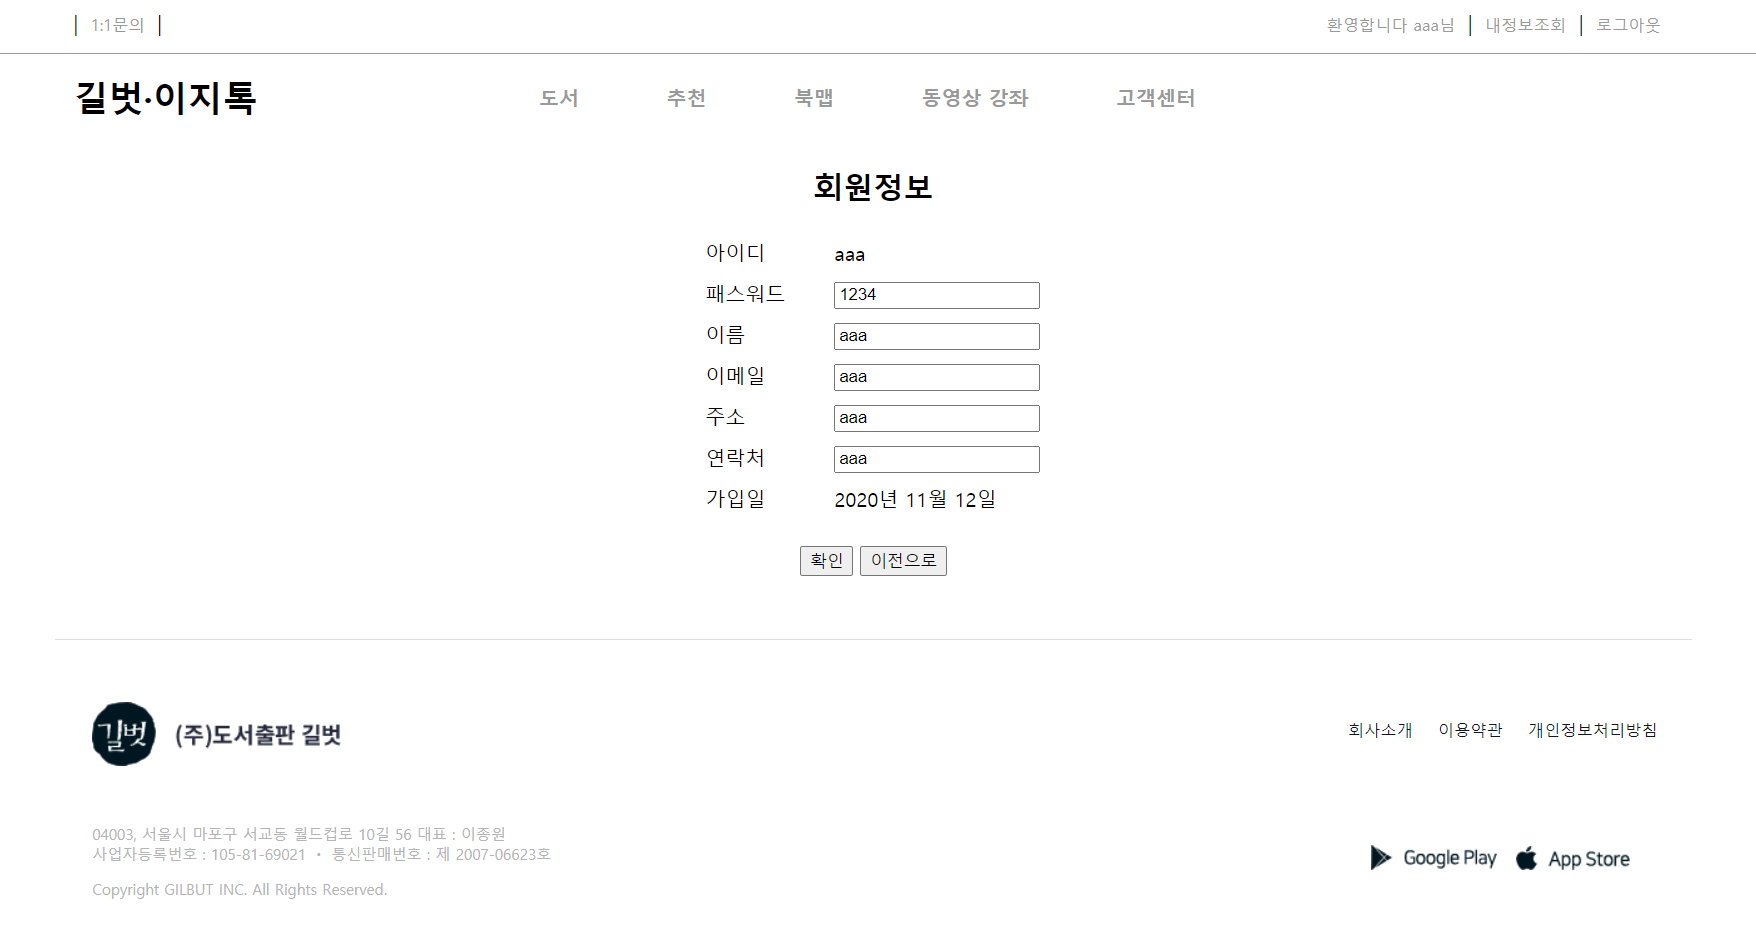 1:1문의
환영합니다 aaa님 내정보조회 로그아웃
길벗·이지톡 도서 추천 북맵 동영상 강좌 고객센터
회원정보
아이디 aaa
패스워드 1234
이름 aaa
이메일 aaa
주소 aaa
연락처 aaa
가입일 2020년 11월 12일
확인 이전으로
길벗 (주)도서출판 길벗
회사소개 이용약관 개인정보처리방침
04003, 서울시 마포구 서교동 월드컵로 10길 56 대표 : 이종원
사업자등록번호 : 105-81-69021 · 통신판매번호 : 제 2007-06623호
Copyright GILBUT INC. All Rights Reserved.
Google Play App Store